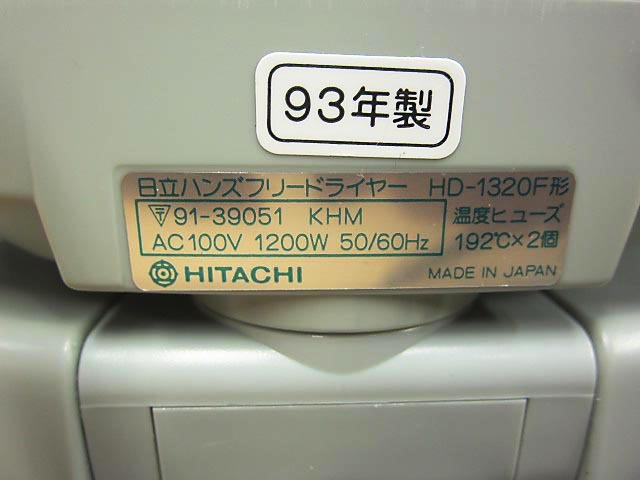 93年製
日立ハンズフリードライヤー HD-1320F形
〒91-39051 KHM
AC100V 1200W 50/60Hz
温度ヒューズ
192℃×2個
HITACHI
MADE IN JAPAN